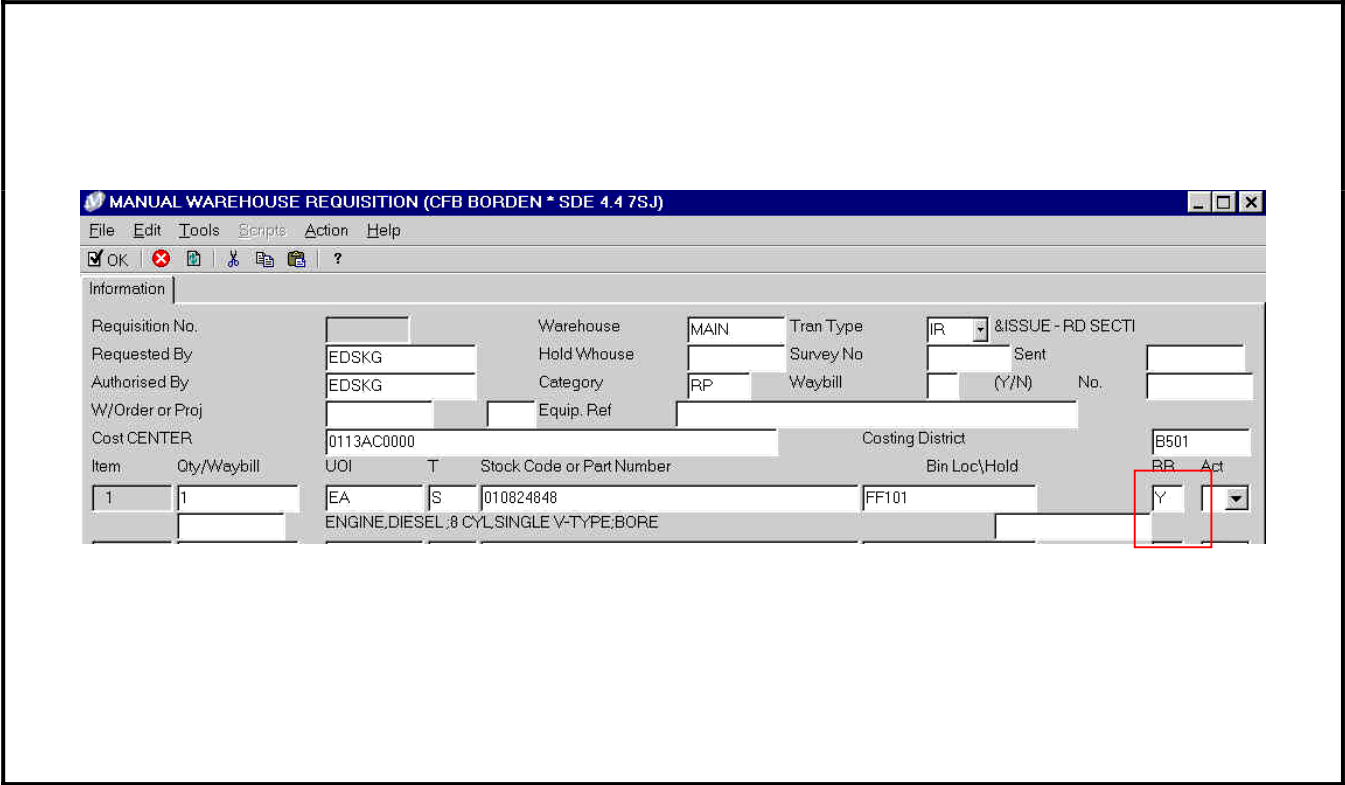 MANUAL WAREHOUSE REQUISITION (CFB BORDEN * SDE 4.4 7SJ)
File Edit Tools Scripts Action Help
OK ?
Information
Requisition No. Warehouse MAIN Tran Type IR &ISSUE - RD SECTI
Requested By EDSKG Hold Whouse Survey No Sent
Authorised By EDSKG Category RP Waybill (Y/N) No.
W/Order or Proj Equip. Ref
Cost CENTER 0113AC0000 Costing District B501
Item Qty/Waybill UOI T Stock Code or Part Number Bin Loc\Hold RR Act
1 1 EA S 010824848 FF101 Y
ENGINE,DIESEL ;8 CYL,SINGLE V-TYPE;BORE